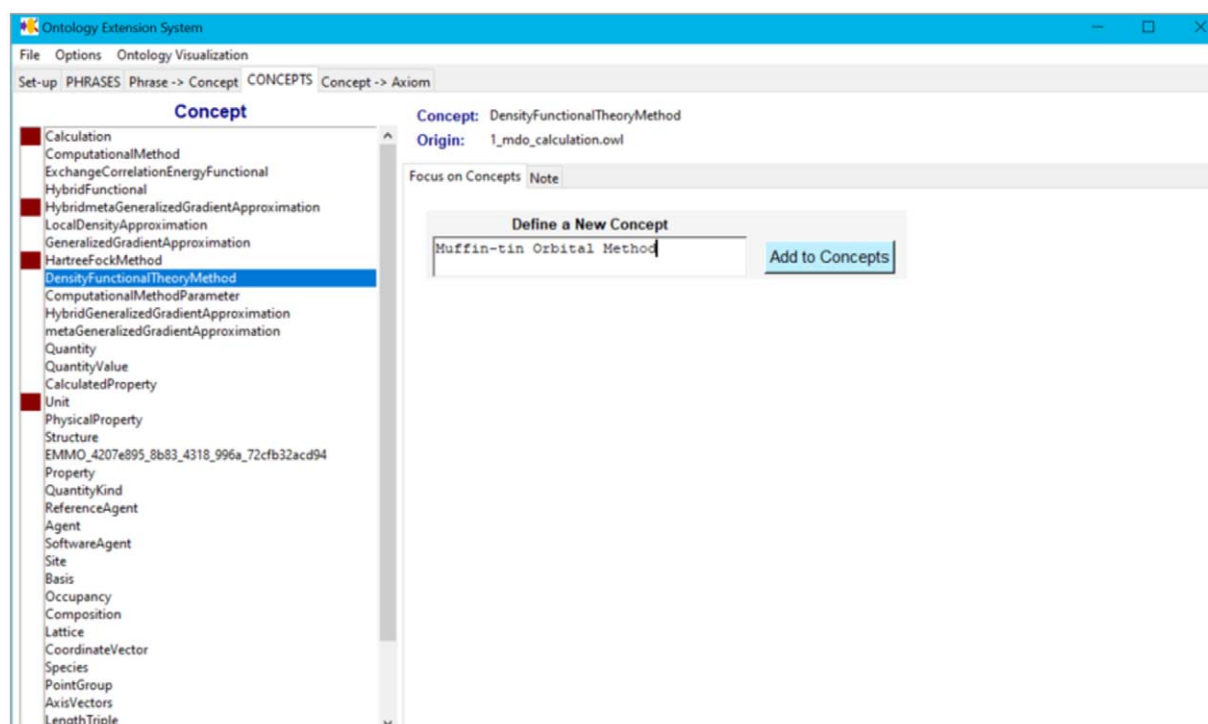 Ontology Extension System
File Options Ontology Visualization
Set-up PHRASES Phrase -> Concept CONCEPTS Concept -> Axiom
Concept
Calculation
ComputationalMethod
ExchangeCorrelationEnergyFunctional
HybridFunctional
HybridmetaGeneralizedGradientApproximation
LocalDensityApproximation
GeneralizedGradientApproximation
HartreeFockMethod
DensityFunctionalTheoryMethod
ComputationalMethodParameter
HybridGeneralizedGradientApproximation
metaGeneralizedGradientApproximation
Quantity
QuantityValue
CalculatedProperty
Unit
PhysicalProperty
Structure
EMMO_4207e895_8b83_4318_996a_72cfb32acd94
Property
QuantityKind
ReferenceAgent
Agent
SoftwareAgent
Site
Basis
Occupancy
Composition
Lattice
CoordinateVector
Species
PointGroup
AxisVectors
LengthTriple
Concept: DensityFunctionalTheoryMethod
Origin: 1_mdo_calculation.owl
Focus on Concepts Note
Define a New Concept
Muffin-tin Orbital Method
Add to Concepts